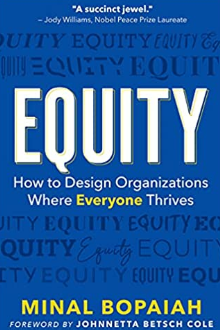 "A succinct jewel."
—Jody Williams, Nobel Peace Prize Laureate
EQUITY
How to Design Organizations
Where Everyone Thrives
MINAL BOPAIAH
FOREWORD BY JOHNNETTA BETSCH COLE